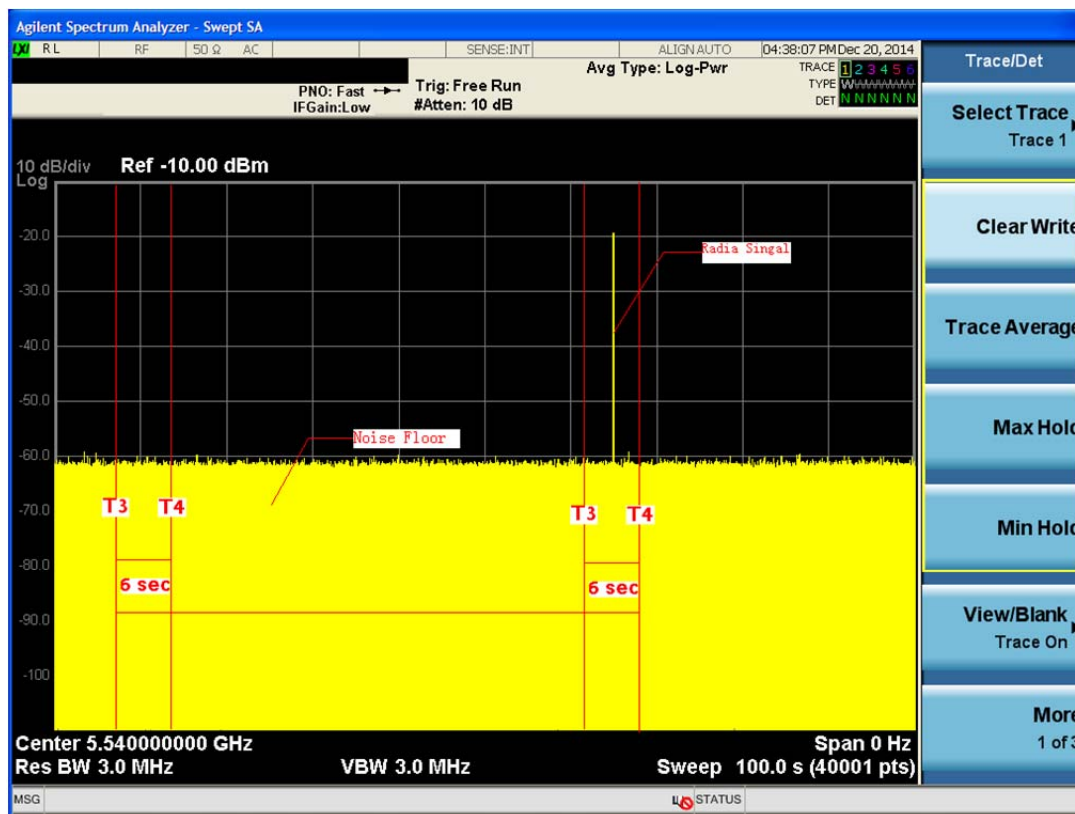 Agilent Spectrum Analyzer - Swept SA
LXI RL RF 50 Ω AC SENSE:INT ALIGN AUTO 04:38:07 PM Dec 20, 2014
Avg Type: Log-Pwr TRACE 1 2 3 4 5 6
PNO: Fast Trig: Free Run TYPE WWWWWW
IFGain:Low #Atten: 10 dB DET N N N N N N
Trace/Det
Select Trace
Trace 1
10 dB/div Ref -10.00 dBm
Log
Clear Write
-20.0
Radia Singal
-30.0
Trace Average
-40.0
-50.0
Max Hold
Noise Floor
-60.0
-70.0 T3 T4 T3 T4
Min Hold
-80.0
6 sec 6 sec
-90.0
View/Blank
Trace On
-100
More
1 of 3
Center 5.540000000 GHz Span 0 Hz
Res BW 3.0 MHz VBW 3.0 MHz Sweep 100.0 s (40001 pts)
MSG STATUS